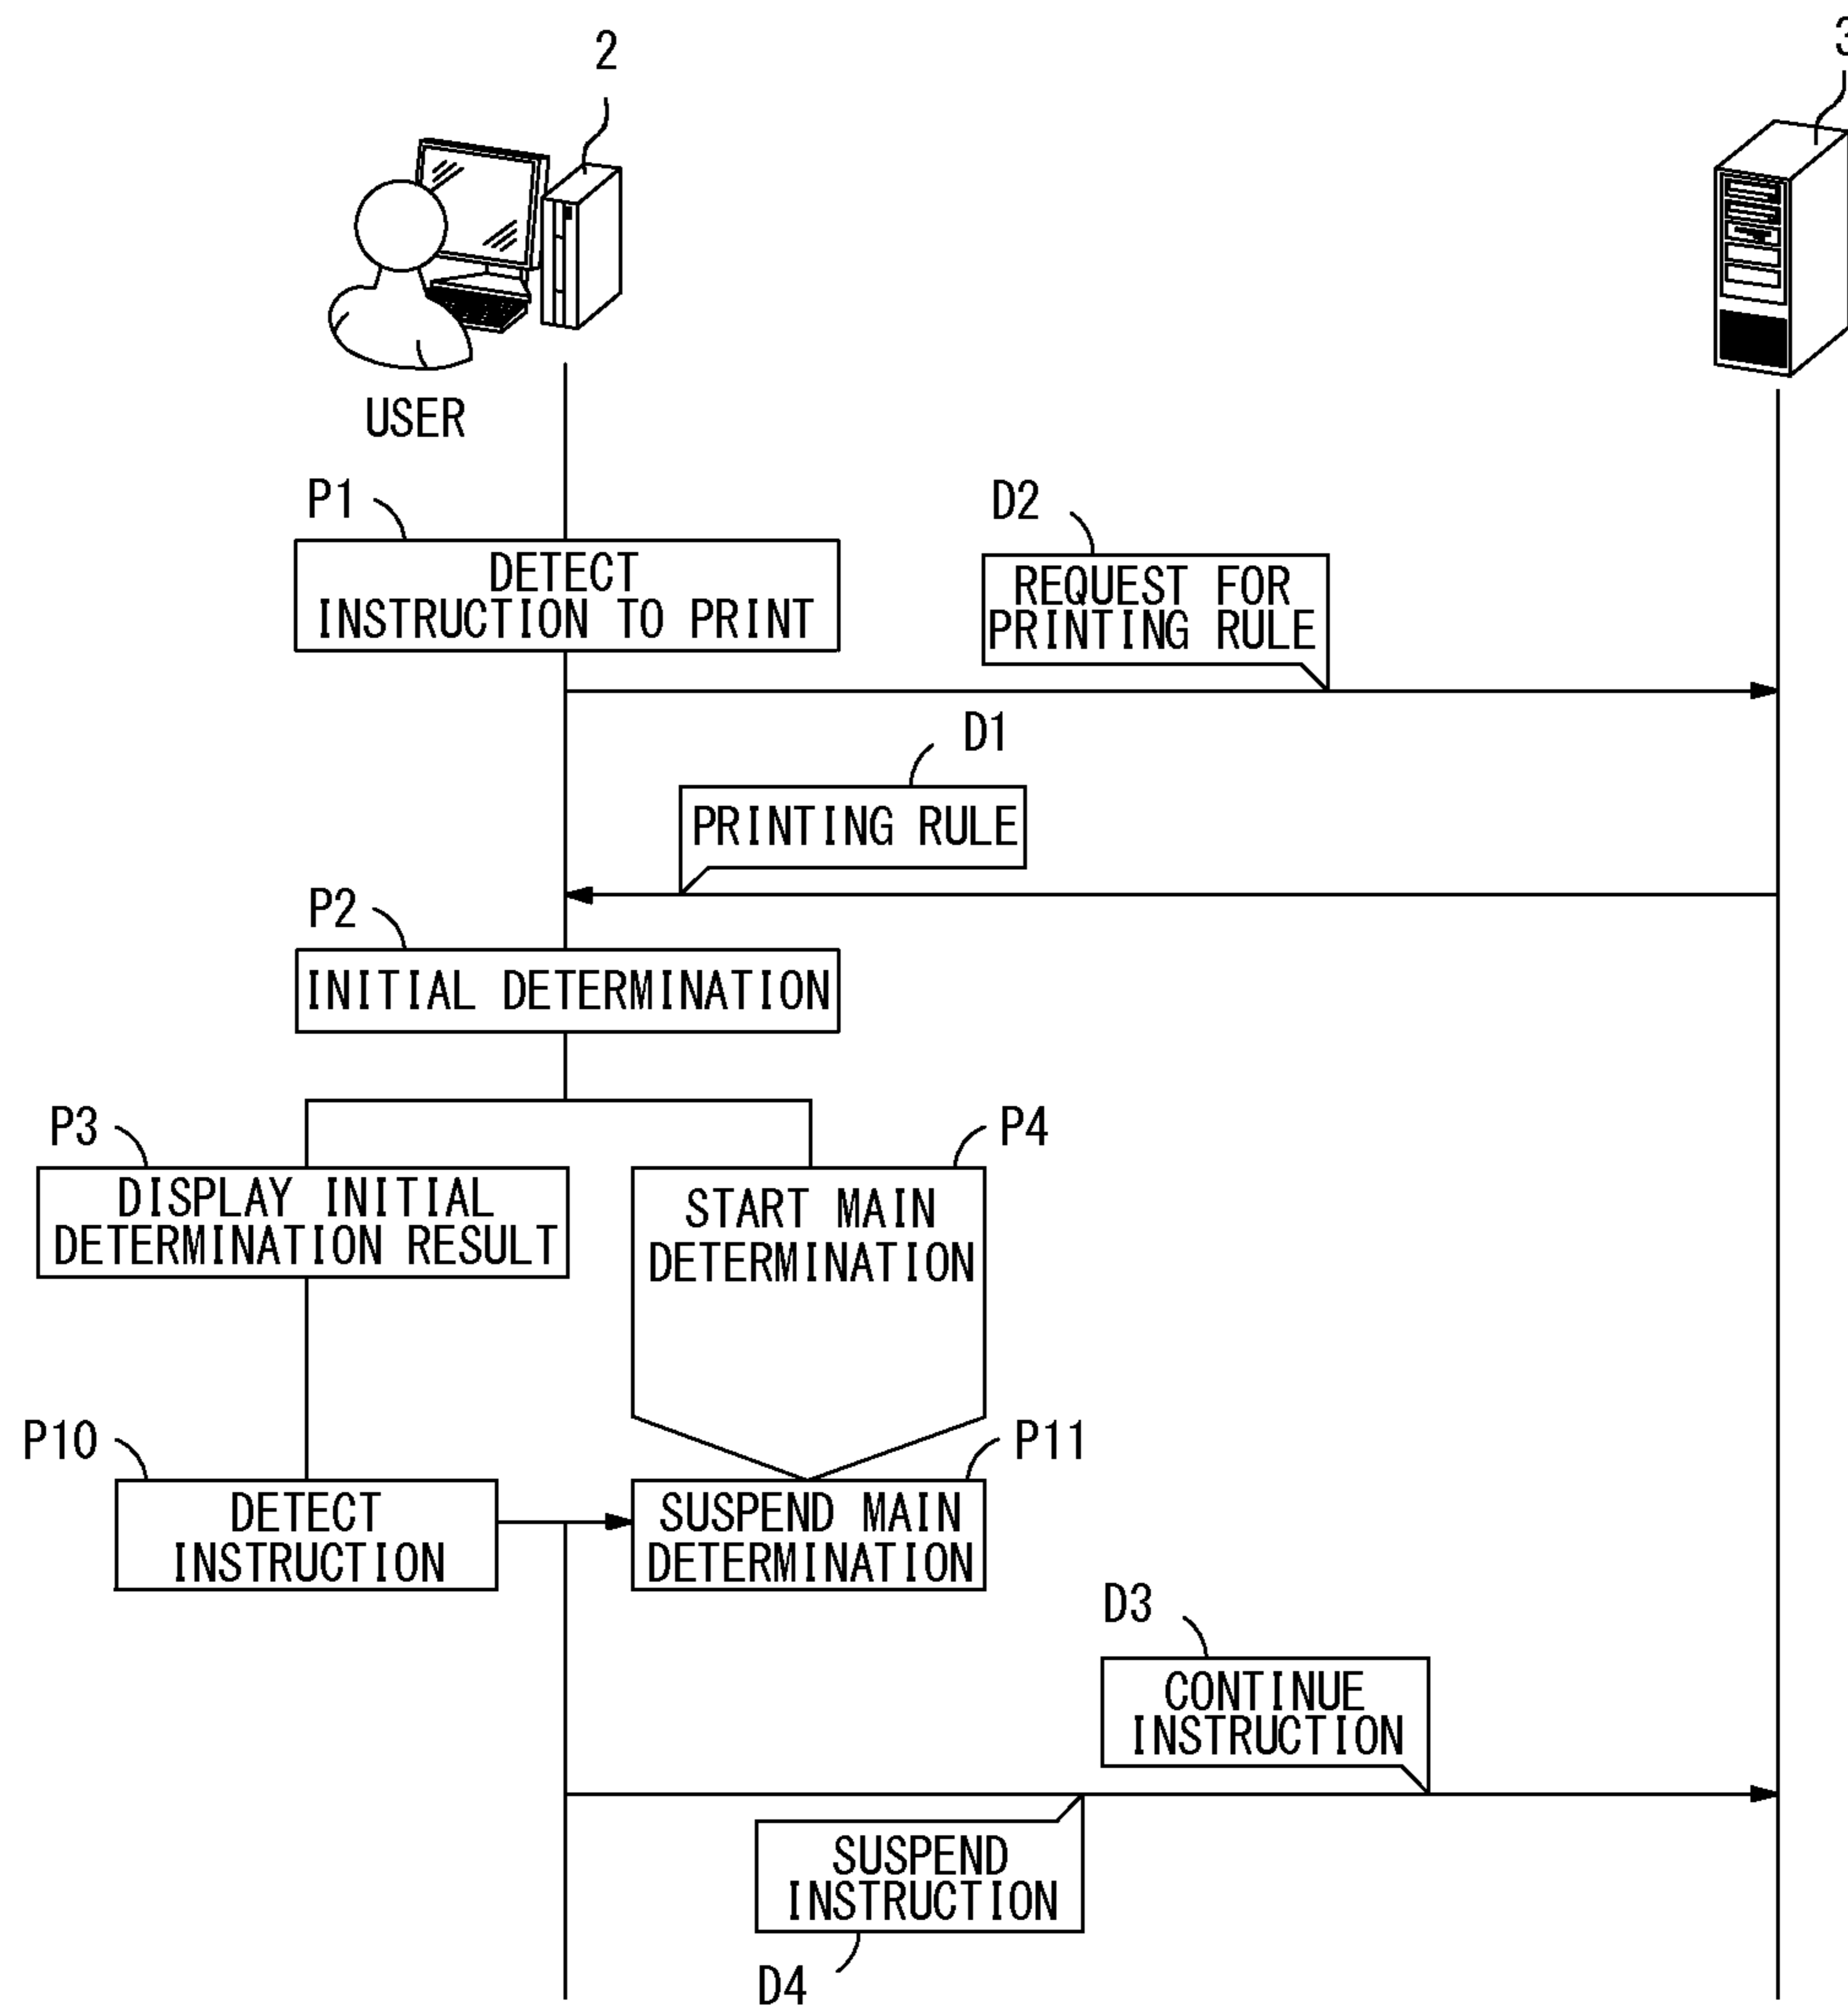 2
3
USER
P1
DETECT
INSTRUCTION TO PRINT
D2
REQUEST FOR
PRINTING RULE
D1
PRINTING RULE
P2
INITIAL DETERMINATION
P3
DISPLAY INITIAL
DETERMINATION RESULT
P4
START MAIN
DETERMINATION
P10
DETECT
INSTRUCTION
P11
SUSPEND MAIN
DETERMINATION
D3
CONTINUE
INSTRUCTION
SUSPEND
INSTRUCTION
D4